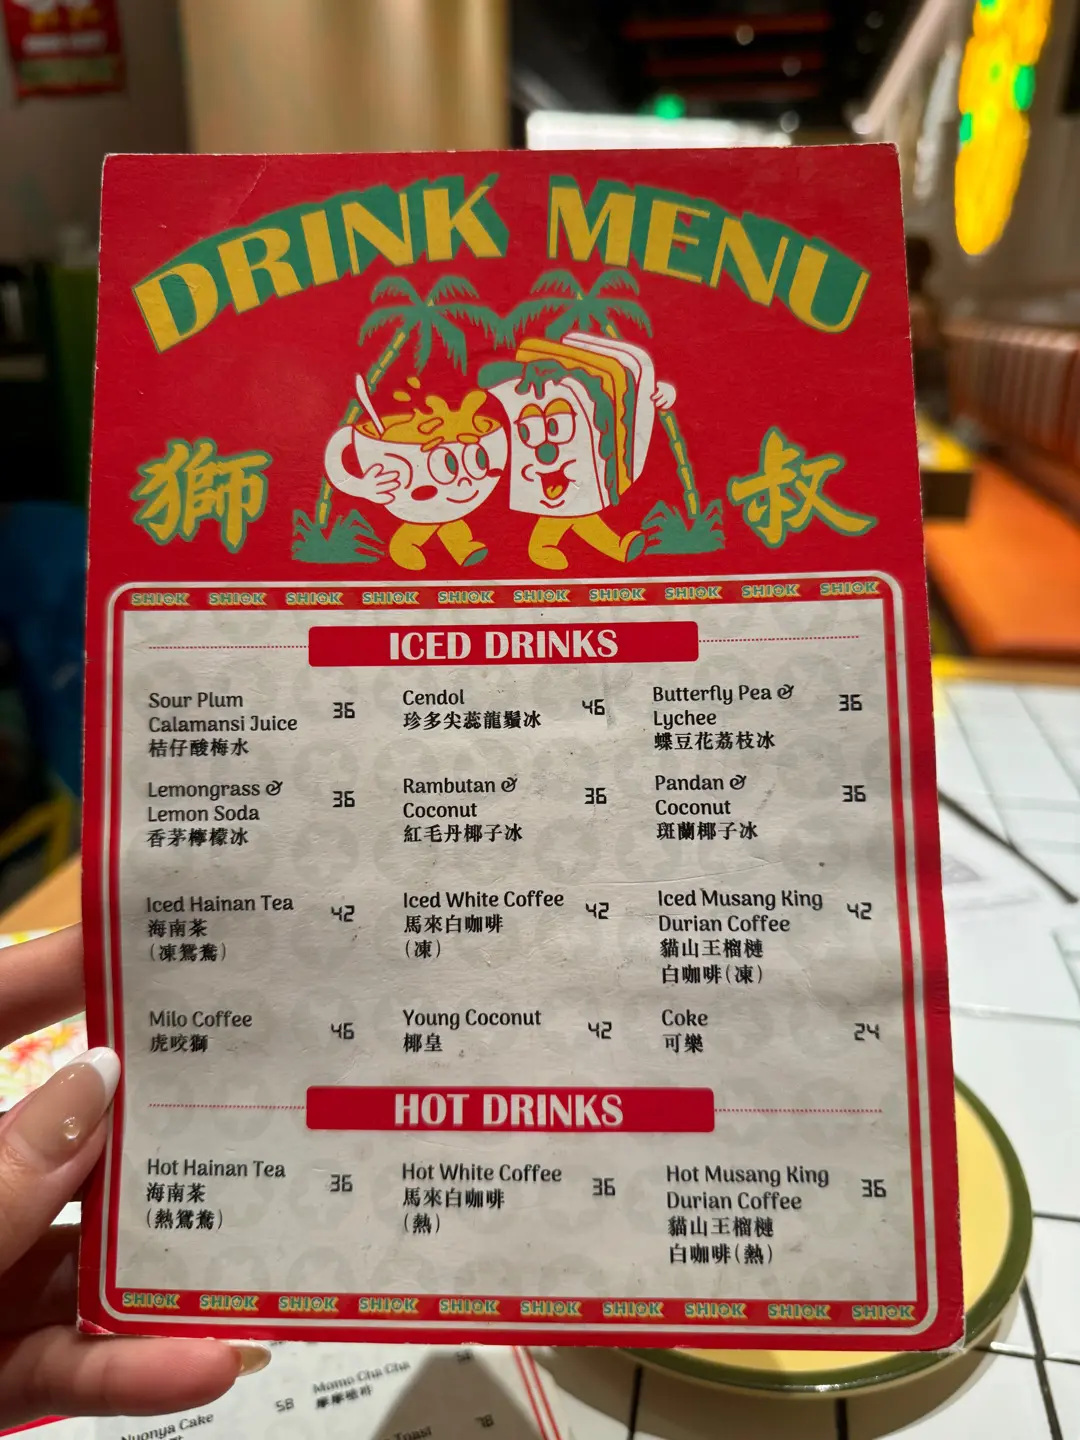 DRINK MENU
獅 叔
SHIOK SHIOK SHIOK SHIOK SHIOK SHIOK SHIOK SHIOK SHIOK SHIOK
ICED DRINKS
Sour Plum
Calamansi Juice 36
桔仔酸梅水
Cendol 46
珍多尖蕊龍鬚冰
Butterfly Pea & 36
Lychee
蝶豆花荔枝冰
Lemongrass & 36
Lemon Soda
香茅檸檬冰
Rambutan & 36
Coconut
紅毛丹椰子冰
Pandan & 36
Coconut
斑蘭椰子冰
Iced Hainan Tea 42
海南茶
(凍鴛鴦)
Iced White Coffee 42
馬來白咖啡
(凍)
Iced Musang King 42
Durian Coffee
貓山王榴槤
白咖啡(凍)
Milo Coffee 46
虎咬獅
Young Coconut 42
椰皇
Coke 24
可樂
HOT DRINKS
Hot Hainan Tea 36
海南茶
(熱鴛鴦)
Hot White Coffee 36
馬來白咖啡
(熱)
Hot Musang King 36
Durian Coffee
貓山王榴槤
白咖啡(熱)
SHIOK SHIOK SHIOK SHIOK SHIOK SHIOK SHIOK SHIOK SHIOK SHIOK
Nyonya Cake 58
Momo Cha Cha
摩摩喳咋
Toast 78